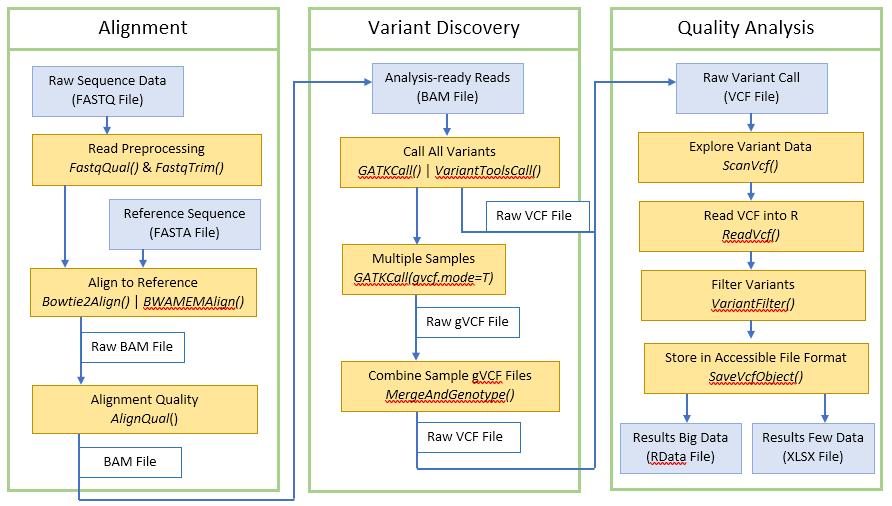 Alignment
Raw Sequence Data
(FASTQ File)
Read Preprocessing
FastqQual() & FastqTrim()
Reference Sequence
(FASTA File)
Align to Reference
Bowtie2Align() | BWAMEMAlign()
Raw BAM File
Alignment Quality
AlignQual()
BAM File
Variant Discovery
Analysis-ready Reads
(BAM File)
Call All Variants
GATKCall() | VariantToolsCall()
Raw VCF File
Multiple Samples
GATKCall(gvcf.mode=T)
Raw gVCF File
Combine Sample gVCF Files
MergeAndGenotype()
Raw VCF File
Quality Analysis
Raw Variant Call
(VCF File)
Explore Variant Data
ScanVcf()
Read VCF into R
ReadVcf()
Filter Variants
VariantFilter()
Store in Accessible File Format
SaveVcfObject()
Results Big Data
(RData File)
Results Few Data
(XLSX File)